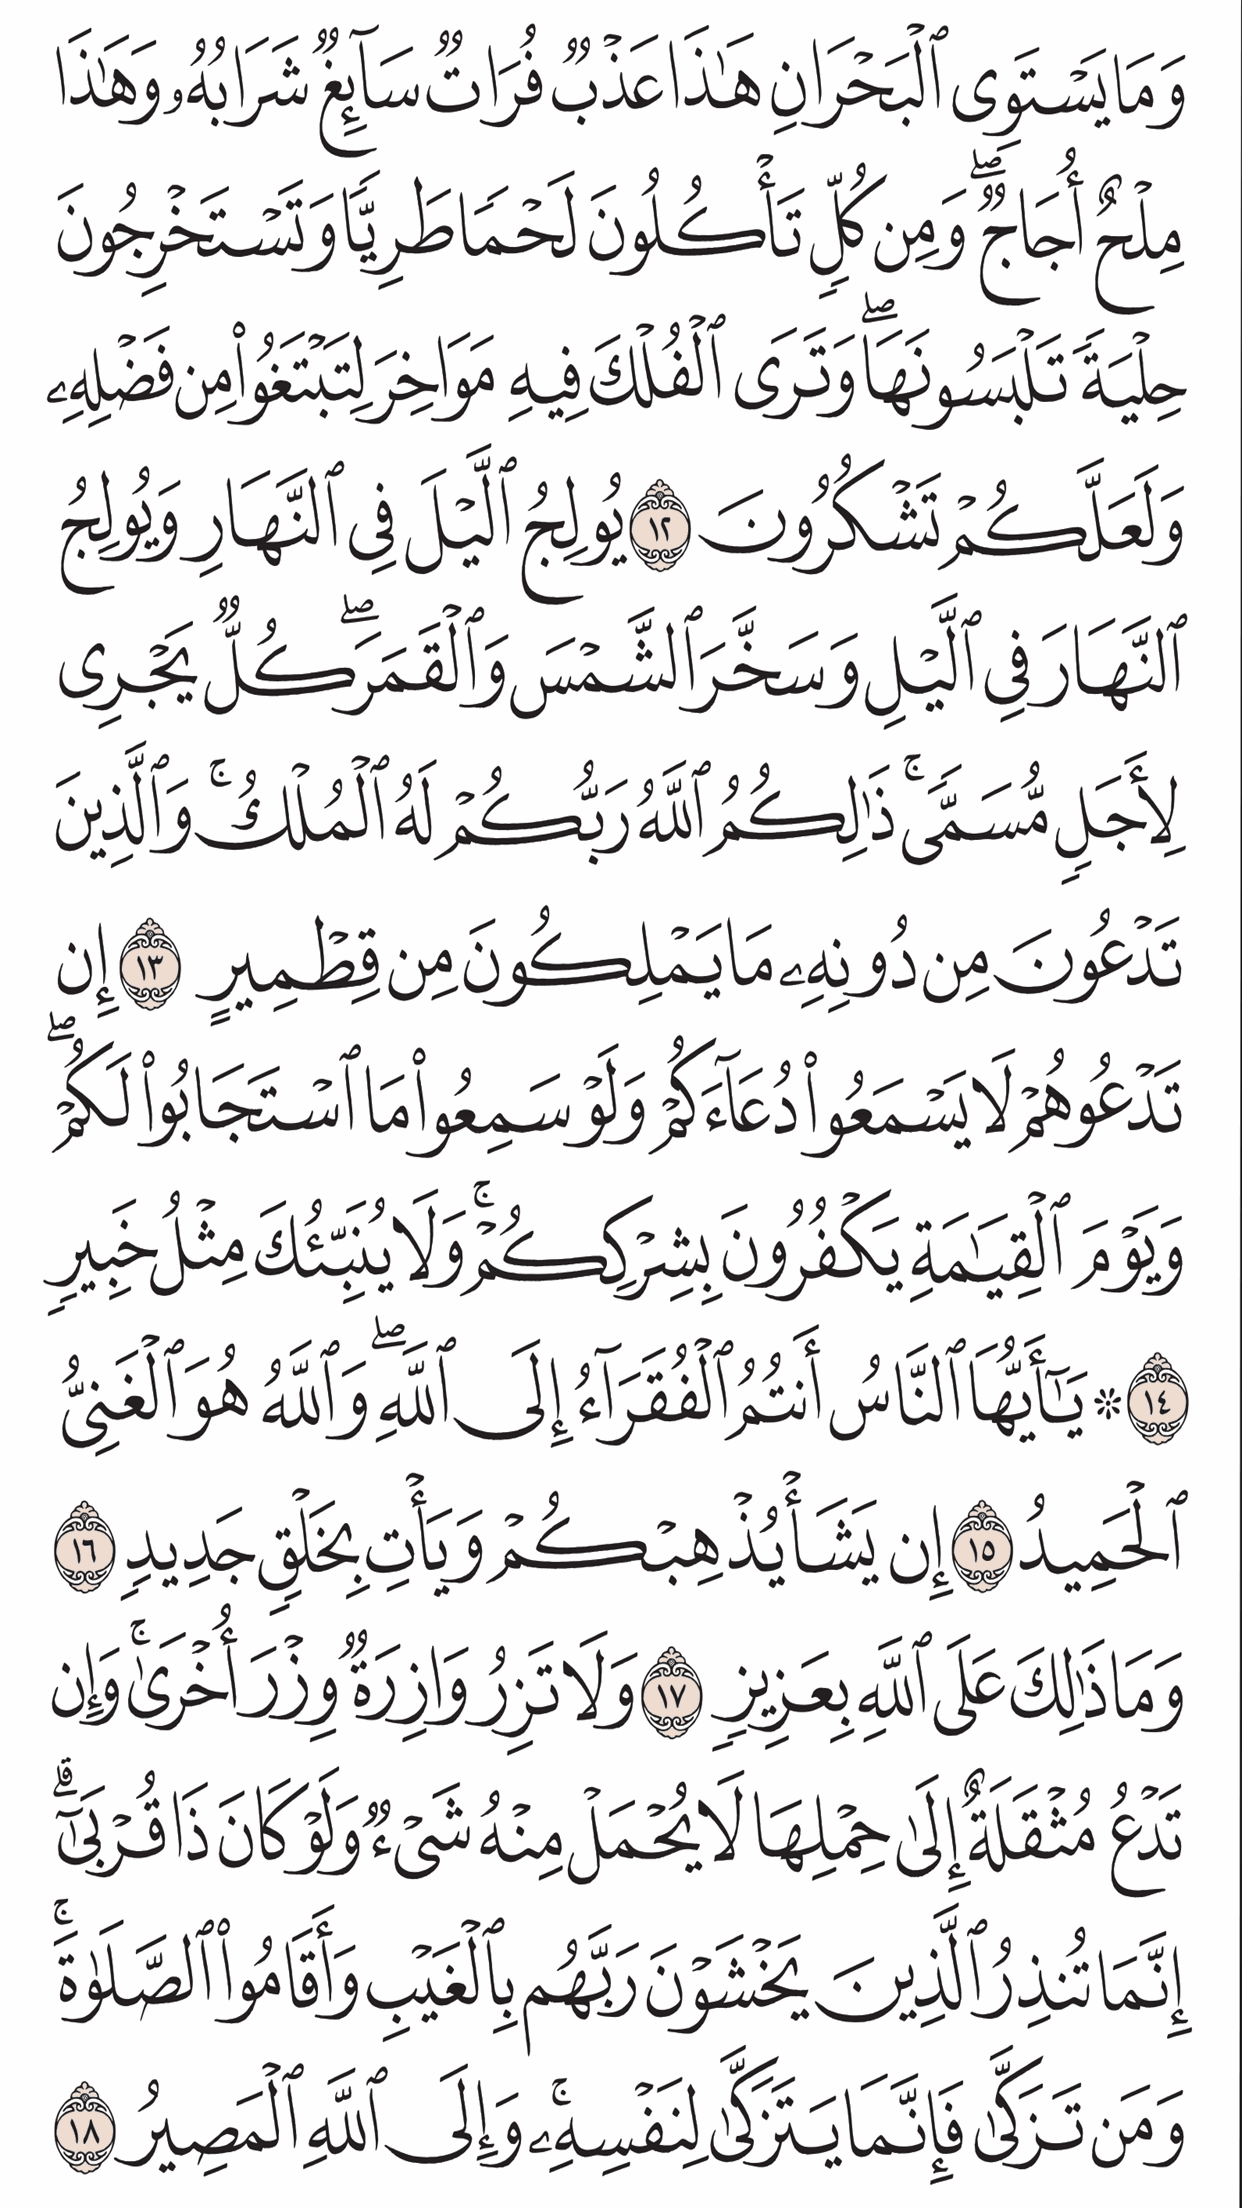 وَمَا يَسْتَوِى ٱلْبَحْرَانِ هَـٰذَا عَذْبٌ فُرَاتٌ سَآئِغٌ شَرَابُهُۥ وَهَـٰذَا
مِلْحٌ أُجَاجٌ ۖ وَمِن كُلٍّ تَأْكُلُونَ لَحْمًا طَرِيًّا وَتَسْتَخْرِجُونَ
حِلْيَةً تَلْبَسُونَهَا ۖ وَتَرَى ٱلْفُلْكَ فِيهِ مَوَاخِرَ لِتَبْتَغُوا۟ مِن فَضْلِهِۦ
وَلَعَلَّكُمْ تَشْكُرُونَ ١٢ يُولِجُ ٱلَّيْلَ فِى ٱلنَّهَارِ وَيُولِجُ
ٱلنَّهَارَ فِى ٱلَّيْلِ وَسَخَّرَ ٱلشَّمْسَ وَٱلْقَمَرَ ۖ كُلٌّ يَجْرِى
لِأَجَلٍ مُّسَمًّى ۚ ذَٰلِكُمُ ٱللَّهُ رَبُّكُمْ لَهُ ٱلْمُلْكُ ۚ وَٱلَّذِينَ
تَدْعُونَ مِن دُونِهِۦ مَا يَمْلِكُونَ مِن قِطْمِيرٍ ١٣ إِن
تَدْعُوهُمْ لَا يَسْمَعُوا۟ دُعَآءَكُمْ وَلَوْ سَمِعُوا۟ مَا ٱسْتَجَابُوا۟ لَكُمْ ۖ
وَيَوْمَ ٱلْقِيَـٰمَةِ يَكْفُرُونَ بِشِرْكِكُمْ ۚ وَلَا يُنَبِّئُكَ مِثْلُ خَبِيرٍ
١٤ ۞ يَـٰٓأَيُّهَا ٱلنَّاسُ أَنتُمُ ٱلْفُقَرَآءُ إِلَى ٱللَّهِ ۖ وَٱللَّهُ هُوَ ٱلْغَنِىُّ
ٱلْحَمِيدُ ١٥ إِن يَشَأْ يُذْهِبْكُمْ وَيَأْتِ بِخَلْقٍ جَدِيدٍ ١٦
وَمَا ذَٰلِكَ عَلَى ٱللَّهِ بِعَزِيزٍ ١٧ وَلَا تَزِرُ وَازِرَةٌ وِزْرَ أُخْرَىٰ ۚ وَإِن
تَدْعُ مُثْقَلَةٌ إِلَىٰ حِمْلِهَا لَا يُحْمَلْ مِنْهُ شَىْءٌ وَلَوْ كَانَ ذَا قُرْبَىٰٓ ۗ
إِنَّمَا تُنذِرُ ٱلَّذِينَ يَخْشَوْنَ رَبَّهُم بِٱلْغَيْبِ وَأَقَامُوا۟ ٱلصَّلَوٰةَ ۚ
وَمَن تَزَكَّىٰ فَإِنَّمَا يَتَزَكَّىٰ لِنَفْسِهِۦ ۚ وَإِلَى ٱللَّهِ ٱلْمَصِيرُ ١٨